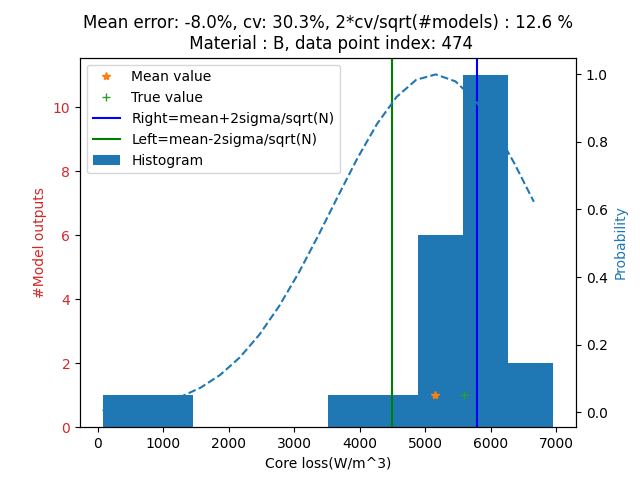 Mean error: -8.0%, cv: 30.3%, 2*cv/sqrt(#models) : 12.6 %
Material : B, data point index: 474
Mean value
True value
Right=mean+2sigma/sqrt(N)
Left=mean-2sigma/sqrt(N)
Histogram
#Model outputs
10
8
6
4
2
0
1.0
0.8
0.6
0.4
0.2
0.0
Probability
0 1000 2000 3000 4000 5000 6000 7000
Core loss(W/m^3)